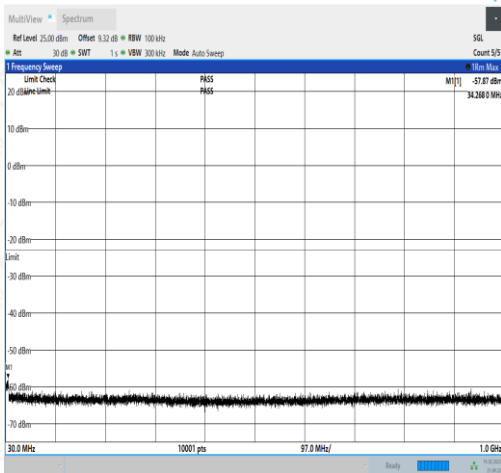 MultiView Spectrum
Ref Level 25.00 dBm Offset 9.32 dB RBW 100 kHz SGL
Att 30 dB SWT 1 s VBW 300 kHz Mode Auto Sweep Count 5/5
1 Frequency Sweep 1Rm Max
Limit Check PASS M1[1] -57.87 dBm
20 dBm Line Limit PASS 34.2680 MHz
10 dBm
0 dBm
-10 dBm
-20 dBm
Limit
-30 dBm
-40 dBm
-50 dBm
M1
-60 dBm
-70 dBm
30.0 MHz 10001 pts 97.0 MHz/ 1.0 GHz
Ready